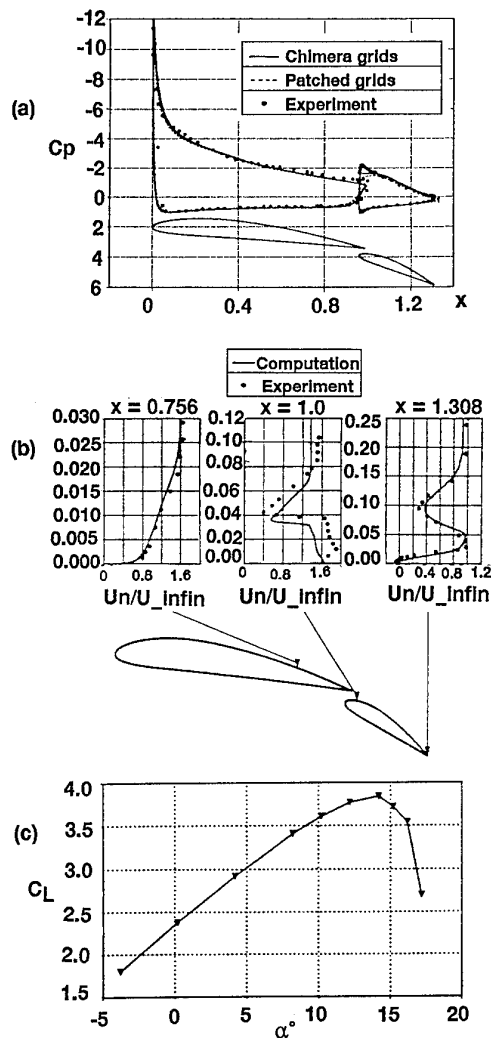 (a)
Cp
-12
-10
-8
-6
-4
-2
0
2
4
6
Chimera grids
Patched grids
Experiment
0 0.4 0.8 1.2 x
Computation
Experiment
(b)
x = 0.756 x = 1.0 x = 1.308
0.030
0.025
0.020
0.015
0.010
0.005
0.000
0 0.8 1.6
Un/U_infin
0.12
0.08
0.04
0.00
0 0.8 1.6
Un/U_infin
0.25
0.20
0.15
0.10
0.05
0.00
0 0.4 0.8 1.2
Un/U_infin
(c)
CL
4.0
3.5
3.0
2.5
2.0
1.5
-5 0 5 10 15 20
α°